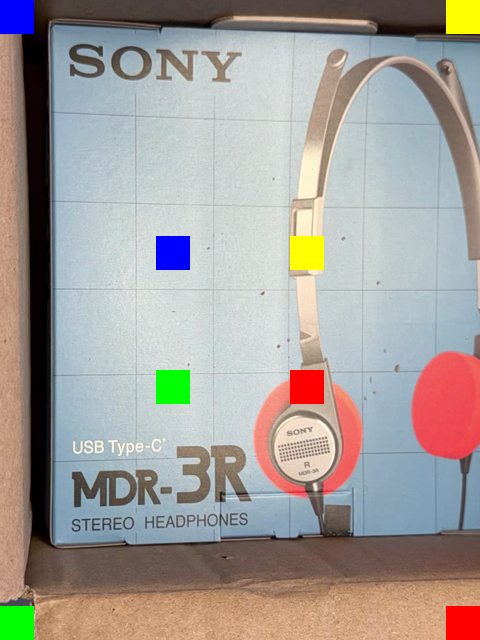 SONY
USB Type-C
MDR-3R
STEREO HEADPHONES
SONY
MDR-3R
R